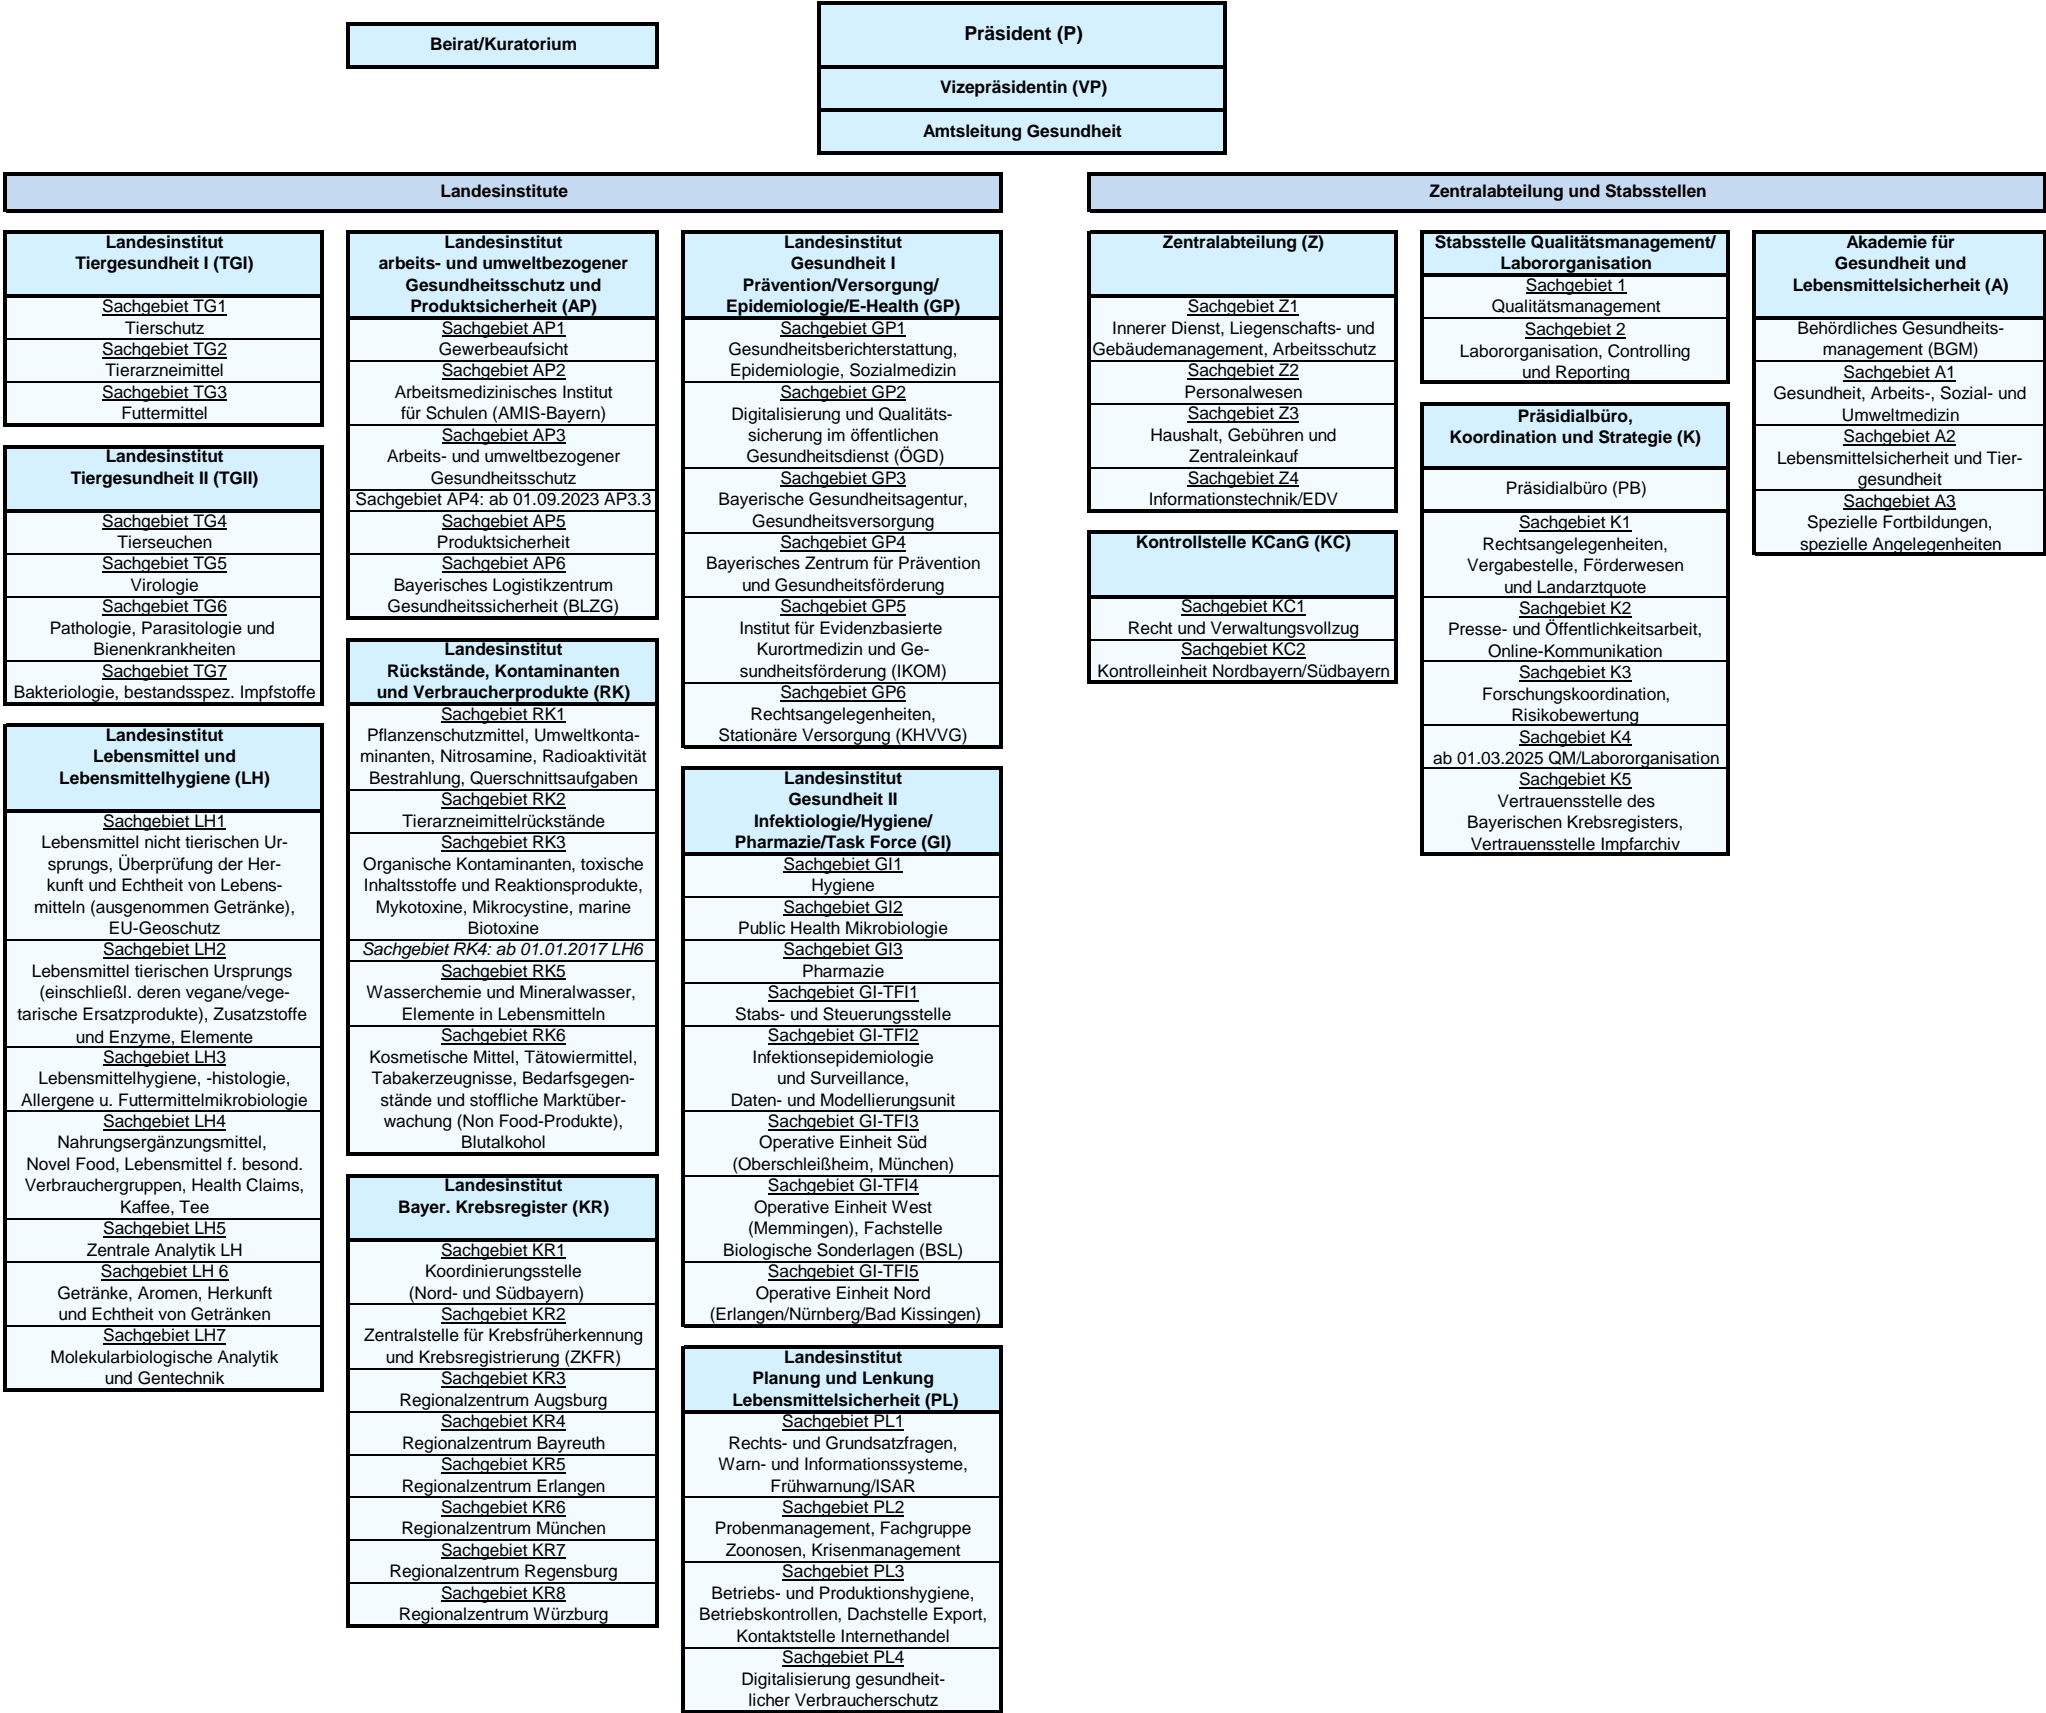 Beirat/Kuratorium
Präsident (P)
Vizepräsidentin (VP)
Amtsleitung Gesundheit
Landesinstitute
Landesinstitut
Tiergesundheit I (TGI)
Sachgebiet TG1
Tierschutz
Sachgebiet TG2
Tierarzneimittel
Sachgebiet TG3
Futtermittel
Landesinstitut
Tiergesundheit II (TGII)
Sachgebiet TG4
Tierseuchen
Sachgebiet TG5
Virologie
Sachgebiet TG6
Pathologie, Parasitologie und
Bienenkrankheiten
Sachgebiet TG7
Bakteriologie, bestandsspez. Impfstoffe
Landesinstitut
Lebensmittel und
Lebensmittelhygiene (LH)
Sachgebiet LH1
Lebensmittel nicht tierischen Ur-
sprungs, Überprüfung der Her-
kunft und Echtheit von Lebens-
mitteln (ausgenommen Getränke),
EU-Geoschutz
Sachgebiet LH2
Lebensmittel tierischen Ursprungs
(einschließl. deren vegane/vege-
tarische Ersatzprodukte), Zusatzstoffe
und Enzyme, Elemente
Sachgebiet LH3
Lebensmittelhygiene, -histologie,
Allergene u. Futtermittelmikrobiologie
Sachgebiet LH4
Nahrungsergänzungsmittel,
Novel Food, Lebensmittel f. besond.
Verbrauchergruppen, Health Claims,
Kaffee, Tee
Sachgebiet LH5
Zentrale Analytik LH
Sachgebiet LH 6
Getränke, Aromen, Herkunft
und Echtheit von Getränken
Sachgebiet LH7
Molekularbiologische Analytik
und Gentechnik
Landesinstitut
arbeits- und umweltbezogener
Gesundheitsschutz und
Produktsicherheit (AP)
Sachgebiet AP1
Gewerbeaufsicht
Sachgebiet AP2
Arbeitsmedizinisches Institut
für Schulen (AMIS-Bayern)
Sachgebiet AP3
Arbeits- und umweltbezogener
Gesundheitsschutz
Sachgebiet AP4: ab 01.09.2023 AP3.3
Sachgebiet AP5
Produktsicherheit
Sachgebiet AP6
Bayerisches Logistikzentrum
Gesundheitssicherheit (BLZG)
Landesinstitut
Rückstände, Kontaminanten
und Verbraucherprodukte (RK)
Sachgebiet RK1
Pflanzenschutzmittel, Umweltkonta-
minanten, Nitrosamine, Radioaktivität
Bestrahlung, Querschnittsaufgaben
Sachgebiet RK2
Tierarzneimittelrückstände
Sachgebiet RK3
Organische Kontaminanten, toxische
Inhaltsstoffe und Reaktionsprodukte,
Mykotoxine, Mikrocystine, marine
Biotoxine
Sachgebiet RK4: ab 01.01.2017 LH6
Sachgebiet RK5
Wasserchemie und Mineralwasser,
Elemente in Lebensmitteln
Sachgebiet RK6
Kosmetische Mittel, Tätowiermittel,
Tabakerzeugnisse, Bedarfsgegen-
stände und stoffliche Marktüber-
wachung (Non Food-Produkte),
Blutalkohol
Landesinstitut
Bayer. Krebsregister (KR)
Sachgebiet KR1
Koordinierungsstelle
(Nord- und Südbayern)
Sachgebiet KR2
Zentralstelle für Krebsfrüherkennung
und Krebsregistrierung (ZKFR)
Sachgebiet KR3
Regionalzentrum Augsburg
Sachgebiet KR4
Regionalzentrum Bayreuth
Sachgebiet KR5
Regionalzentrum Erlangen
Sachgebiet KR6
Regionalzentrum München
Sachgebiet KR7
Regionalzentrum Regensburg
Sachgebiet KR8
Regionalzentrum Würzburg
Landesinstitut
Gesundheit I
Prävention/Versorgung/
Epidemiologie/E-Health (GP)
Sachgebiet GP1
Gesundheitsberichterstattung,
Epidemiologie, Sozialmedizin
Sachgebiet GP2
Digitalisierung und Qualitäts-
sicherung im öffentlichen
Gesundheitsdienst (ÖGD)
Sachgebiet GP3
Bayerische Gesundheitsagentur,
Gesundheitsversorgung
Sachgebiet GP4
Bayerisches Zentrum für Prävention
und Gesundheitsförderung
Sachgebiet GP5
Institut für Evidenzbasierte
Kurortmedizin und Ge-
sundheitsförderung (IKOM)
Sachgebiet GP6
Rechtsangelegenheiten,
Stationäre Versorgung (KHVVG)
Landesinstitut
Gesundheit II
Infektiologie/Hygiene/
Pharmazie/Task Force (GI)
Sachgebiet GI1
Hygiene
Sachgebiet GI2
Public Health Mikrobiologie
Sachgebiet GI3
Pharmazie
Sachgebiet GI-TFI1
Stabs- und Steuerungsstelle
Sachgebiet GI-TFI2
Infektionsepidemiologie
und Surveillance,
Daten- und Modellierungsunit
Sachgebiet GI-TFI3
Operative Einheit Süd
(Oberschleißheim, München)
Sachgebiet GI-TFI4
Operative Einheit West
(Memmingen), Fachstelle
Biologische Sonderlagen (BSL)
Sachgebiet GI-TFI5
Operative Einheit Nord
(Erlangen/Nürnberg/Bad Kissingen)
Landesinstitut
Planung und Lenkung
Lebensmittelsicherheit (PL)
Sachgebiet PL1
Rechts- und Grundsatzfragen,
Warn- und Informationssysteme,
Frühwarnung/ISAR
Sachgebiet PL2
Probenmanagement, Fachgruppe
Zoonosen, Krisenmanagement
Sachgebiet PL3
Betriebs- und Produktionshygiene,
Betriebskontrollen, Dachstelle Export,
Kontaktstelle Internethandel
Sachgebiet PL4
Digitalisierung gesundheit-
licher Verbraucherschutz
Zentralabteilung und Stabsstellen
Zentralabteilung (Z)
Sachgebiet Z1
Innerer Dienst, Liegenschafts- und
Gebäudemanagement, Arbeitsschutz
Sachgebiet Z2
Personalwesen
Sachgebiet Z3
Haushalt, Gebühren und
Zentraleinkauf
Sachgebiet Z4
Informationstechnik/EDV
Kontrollstelle KCanG (KC)
Sachgebiet KC1
Recht und Verwaltungsvollzug
Sachgebiet KC2
Kontrolleinheit Nordbayern/Südbayern
Stabsstelle Qualitätsmanagement/
Labororganisation
Sachgebiet 1
Qualitätsmanagement
Sachgebiet 2
Labororganisation, Controlling
und Reporting
Präsidialbüro,
Koordination und Strategie (K)
Präsidialbüro (PB)
Sachgebiet K1
Rechtsangelegenheiten,
Vergabestelle, Förderwesen
und Landarztquote
Sachgebiet K2
Presse- und Öffentlichkeitsarbeit,
Online-Kommunikation
Sachgebiet K3
Forschungskoordination,
Risikobewertung
Sachgebiet K4
ab 01.03.2025 QM/Labororganisation
Sachgebiet K5
Vertrauensstelle des
Bayerischen Krebsregisters,
Vertrauensstelle Impfarchiv
Akademie für
Gesundheit und
Lebensmittelsicherheit (A)
Behördliches Gesundheits-
management (BGM)
Sachgebiet A1
Gesundheit, Arbeits-, Sozial- und
Umweltmedizin
Sachgebiet A2
Lebensmittelsicherheit und Tier-
gesundheit
Sachgebiet A3
Spezielle Fortbildungen,
spezielle Angelegenheiten